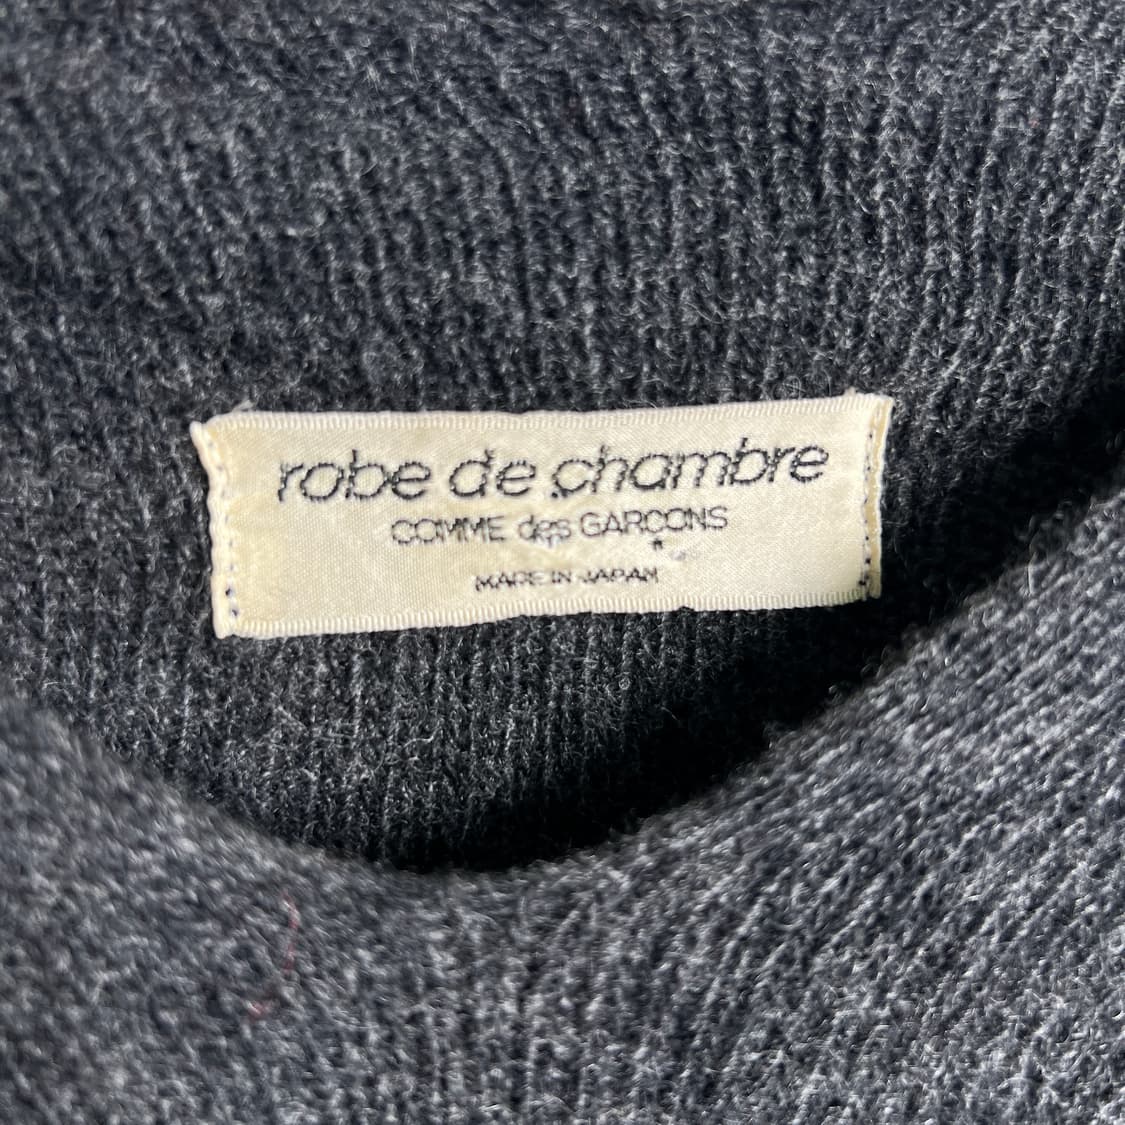 robe de chambre
COMME des GARÇONS
MADE IN JAPAN